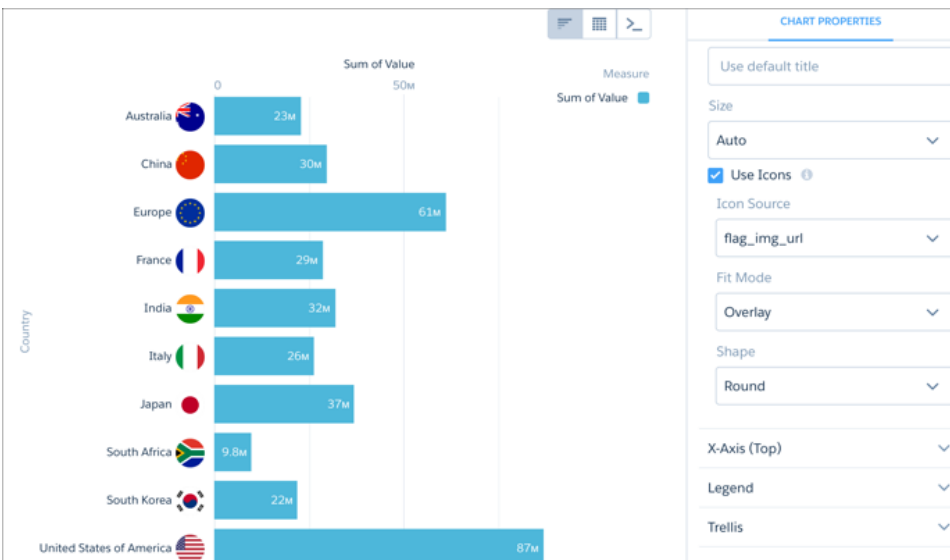 CHART PROPERTIES
Use default title
Size
Auto
Use Icons
Icon Source
flag_img_url
Fit Mode
Overlay
Shape
Round
X-Axis (Top)
Legend
Trellis
Sum of Value
0
50M
Measure
Sum of Value
Country
Australia 23M
China 30M
Europe 61M
France 29M
India 32M
Italy 26M
Japan 37M
South Africa 9.8M
South Korea 22M
United States of America 87M